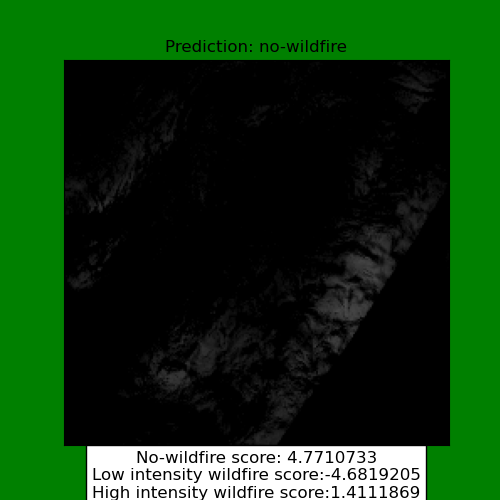 Prediction: no-wildfire
No-wildfire score: 4.7710733
Low intensity wildfire score:-4.6819205
High intensity wildfire score:1.4111869